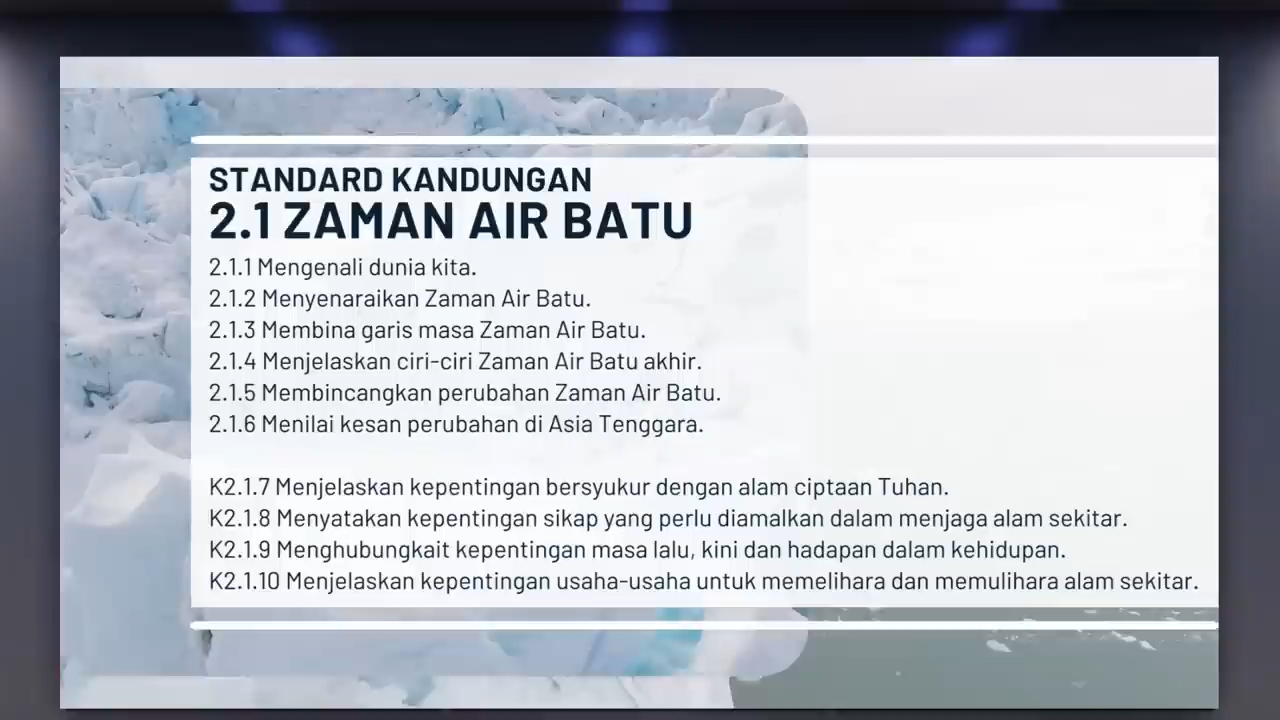 STANDARD KANDUNGAN
2.1 ZAMAN AIR BATU
2.1.1 Mengenali dunia kita.
2.1.2 Menyenaraikan Zaman Air Batu.
2.1.3 Membina garis masa Zaman Air Batu.
2.1.4 Menjelaskan ciri-ciri Zaman Air Batu akhir.
2.1.5 Membincangkan perubahan Zaman Air Batu.
2.1.6 Menilai kesan perubahan di Asia Tenggara.
K2.1.7 Menjelaskan kepentingan bersyukur dengan alam ciptaan Tuhan.
K2.1.8 Menyatakan kepentingan sikap yang perlu diamalkan dalam menjaga alam sekitar.
K2.1.9 Menghubungkait kepentingan masa lalu, kini dan hadapan dalam kehidupan.
K2.1.10 Menjelaskan kepentingan usaha-usaha untuk memelihara dan memulihara alam sekitar.